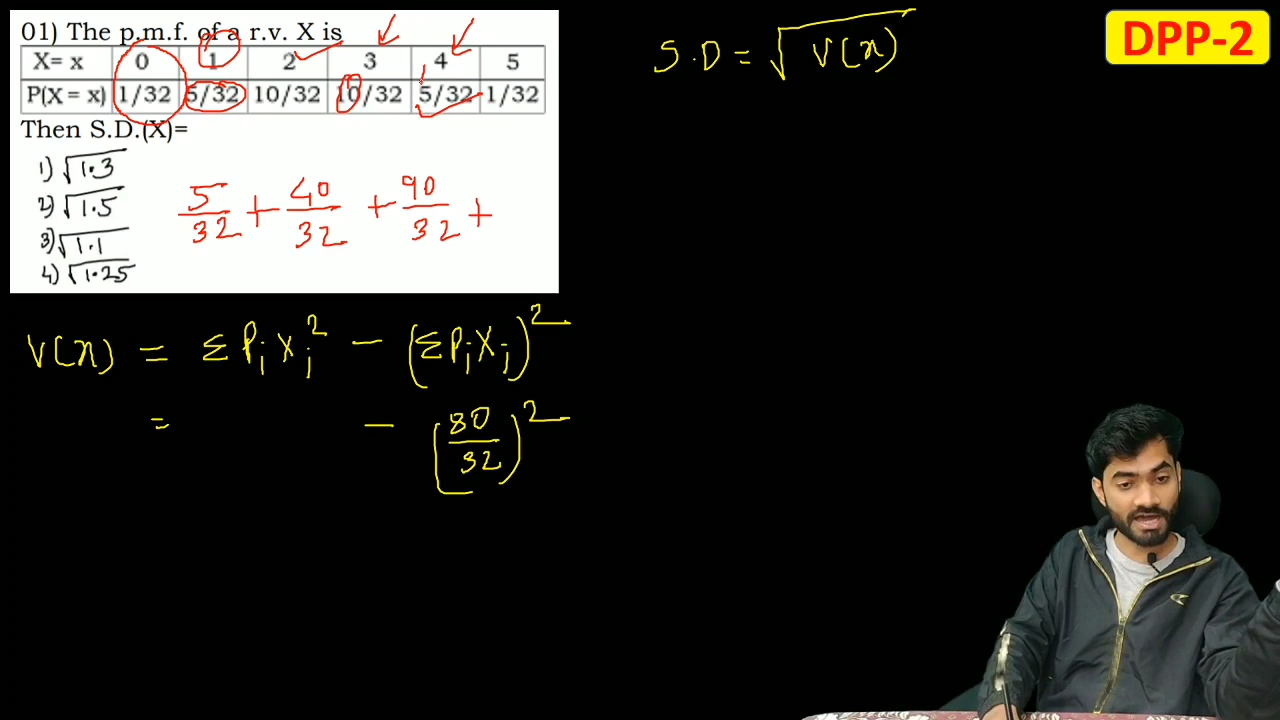 01) The p.m.f. of a r.v. X is
X= x 0 1 2 3 4 5
P(X = x) 1/32 5/32 10/32 10/32 5/32 1/32
Then S.D.(X)=
1) √1.3
2) √1.5
3) √1.1
4) √1.25
5/32 + 40/32 + 90/32 +
V(x) = Σ Pi Xi² - (ΣPiXi)²
= - (80/32)²
S.D = √V(x)
DPP-2